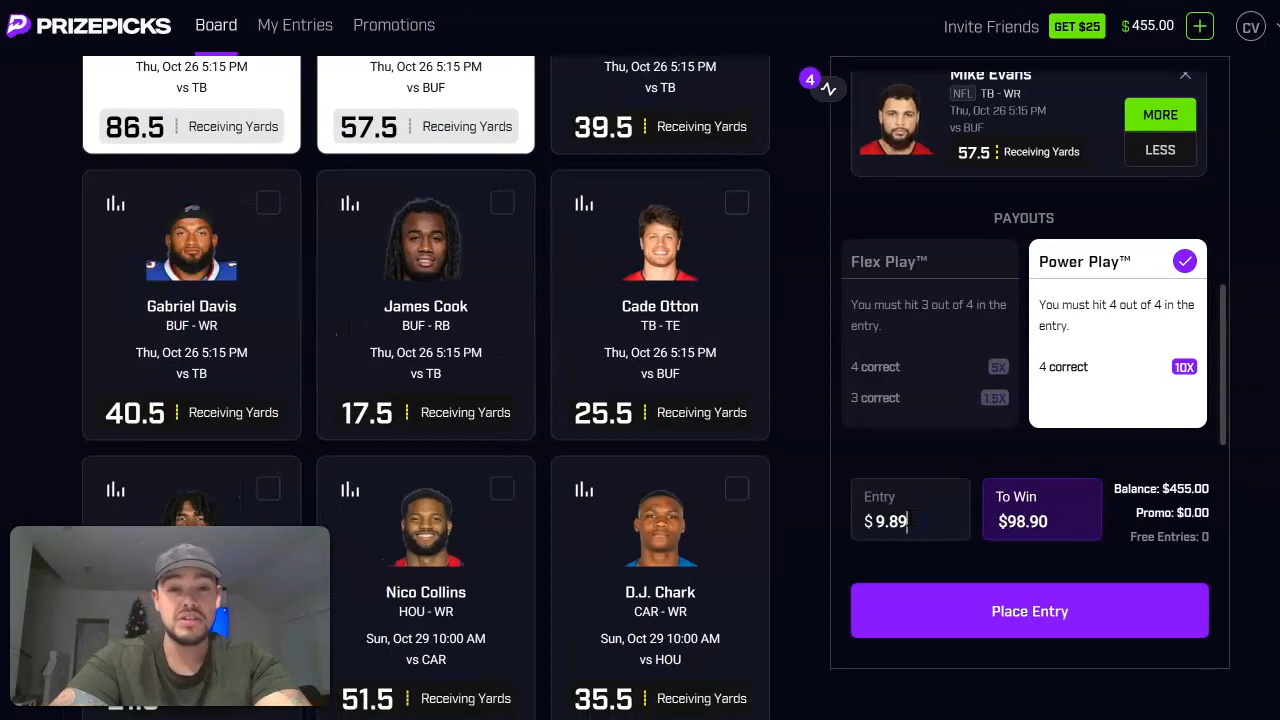 PRIZEPICKS
Board
My Entries
Promotions
Invite Friends
GET $25
$ 455.00
CV
Thu, Oct 26 5:15 PM
vs TB
86.5
Receiving Yards
Thu, Oct 26 5:15 PM
vs BUF
57.5
Receiving Yards
Thu, Oct 26 5:15 PM
vs TB
39.5
Receiving Yards
Gabriel Davis
BUF - WR
Thu, Oct 26 5:15 PM
vs TB
40.5
Receiving Yards
James Cook
BUF - RB
Thu, Oct 26 5:15 PM
vs TB
17.5
Receiving Yards
Cade Otton
TB - TE
Thu, Oct 26 5:15 PM
vs BUF
25.5
Receiving Yards
Nico Collins
HOU - WR
Sun, Oct 29 10:00 AM
vs CAR
51.5
Receiving Yards
D.J. Chark
CAR - WR
Sun, Oct 29 10:00 AM
vs HOU
35.5
Receiving Yards
4
Mike Evans
NFL TB - WR
Thu, Oct 26 5:15 PM
vs BUF
57.5
Receiving Yards
MORE
LESS
PAYOUTS
Flex Play™
You must hit 3 out of 4 in the
entry.
4 correct
5X
3 correct
1.5X
Power Play™
You must hit 4 out of 4 in the
entry.
4 correct
10X
Entry
$ 9.89
To Win
$98.90
Balance: $455.00
Promo: $0.00
Free Entries: 0
Place Entry